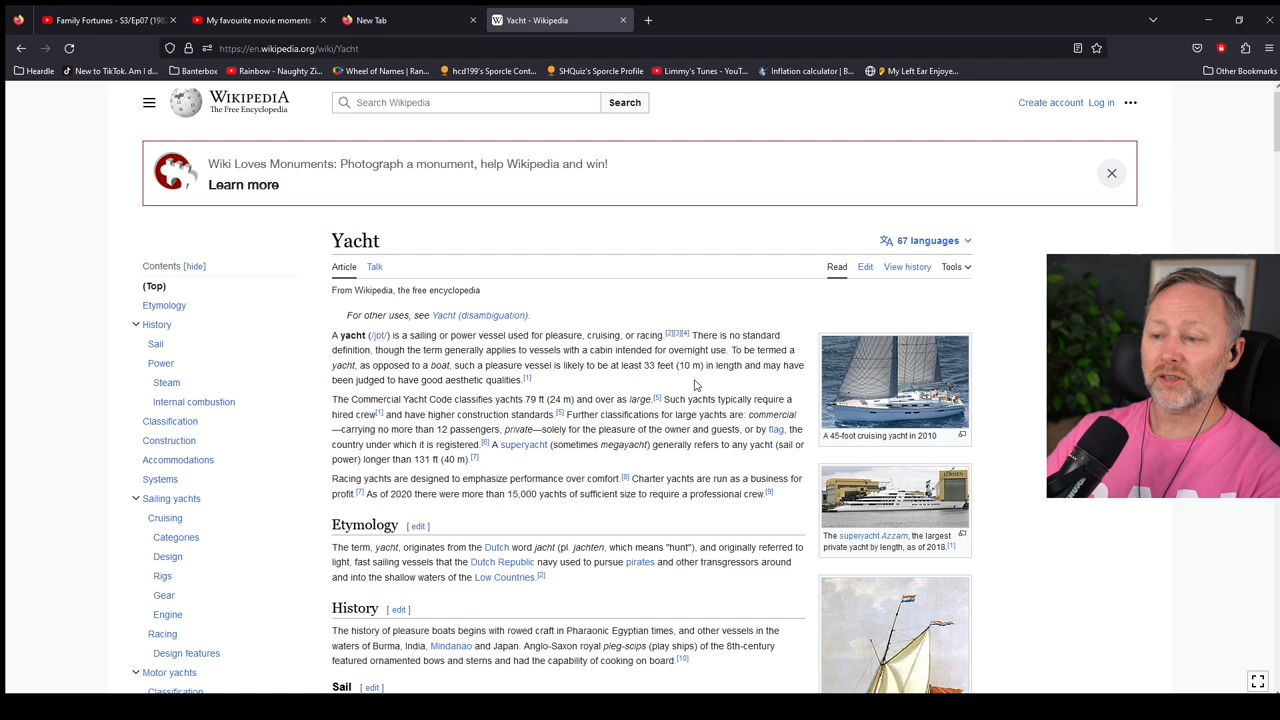 Family Fortunes - S3/Ep07 (198
My favourite movie moments -
New Tab
Yacht - Wikipedia
https://en.wikipedia.org/wiki/Yacht
Heardle
New to TikTok, Am I d...
Banterbox
Rainbow - Naughty Zi...
Wheel of Names | Ran...
hcd199's Sporcle Cont...
SHQuiz's Sporcle Profile
Limmy's Tunes - YouT...
Inflation calculator | B...
My Left Ear Enjoye...
Other Bookmarks
WIKIPEDIA
The Free Encyclopedia
Search Wikipedia
Search
Create account
Log in
Wiki Loves Monuments: Photograph a monument, help Wikipedia and win!
Learn more
Yacht
67 languages
Contents [hide]
(Top)
Etymology
History
Sail
Power
Steam
Internal combustion
Classification
Construction
Accommodations
Systems
Sailing yachts
Cruising
Categories
Design
Rigs
Gear
Engine
Racing
Design features
Motor yachts
Classification
Article
Talk
Read
Edit
View history
Tools
From Wikipedia, the free encyclopedia
For other uses, see Yacht (disambiguation).
A yacht (/jɒt/) is a sailing or power vessel used for pleasure, cruising, or racing.[2][3][4] There is no standard
definition, though the term generally applies to vessels with a cabin intended for overnight use. To be termed a
yacht, as opposed to a boat, such a pleasure vessel is likely to be at least 33 feet (10 m) in length and may have
been judged to have good aesthetic qualities.[1]
The Commercial Yacht Code classifies yachts 79 ft (24 m) and over as large.[5] Such yachts typically require a
hired crew[1] and have higher construction standards.[5] Further classifications for large yachts are: commercial
—carrying no more than 12 passengers, private—solely for the pleasure of the owner and guests, or by flag, the
country under which it is registered.[6] A superyacht (sometimes megayacht) generally refers to any yacht (sail or
power) longer than 131 ft (40 m).[7]
Racing yachts are designed to emphasize performance over comfort.[8] Charter yachts are run as a business for
profit.[7] As of 2020 there were more than 15,000 yachts of sufficient size to require a professional crew.[9]
Etymology [ edit ]
The term, yacht, originates from the Dutch word jacht (pl. jachten, which means "hunt"), and originally referred to
light, fast sailing vessels that the Dutch Republic navy used to pursue pirates and other transgressors around
and into the shallow waters of the Low Countries.[2]
History [ edit ]
The history of pleasure boats begins with rowed craft in Pharaonic Egyptian times, and other vessels in the
waters of Burma, India, Mindanao and Japan. Anglo-Saxon royal pleg-scips (play ships) of the 8th-century
featured ornamented bows and sterns and had the capability of cooking on board.[10]
Sail [ edit ]
A 45-foot cruising yacht in 2010
The superyacht Azzam, the largest
private yacht by length, as of 2018.[1]